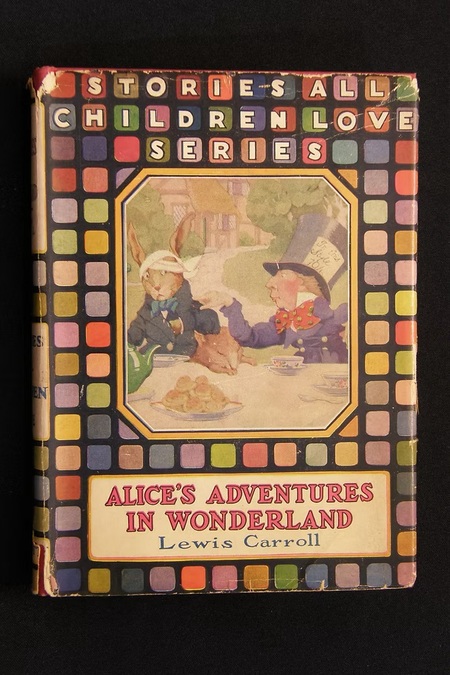 STORIES ALL
CHILDREN LOVE
SERIES
ALICE'S ADVENTURES
IN WONDERLAND
Lewis Carroll